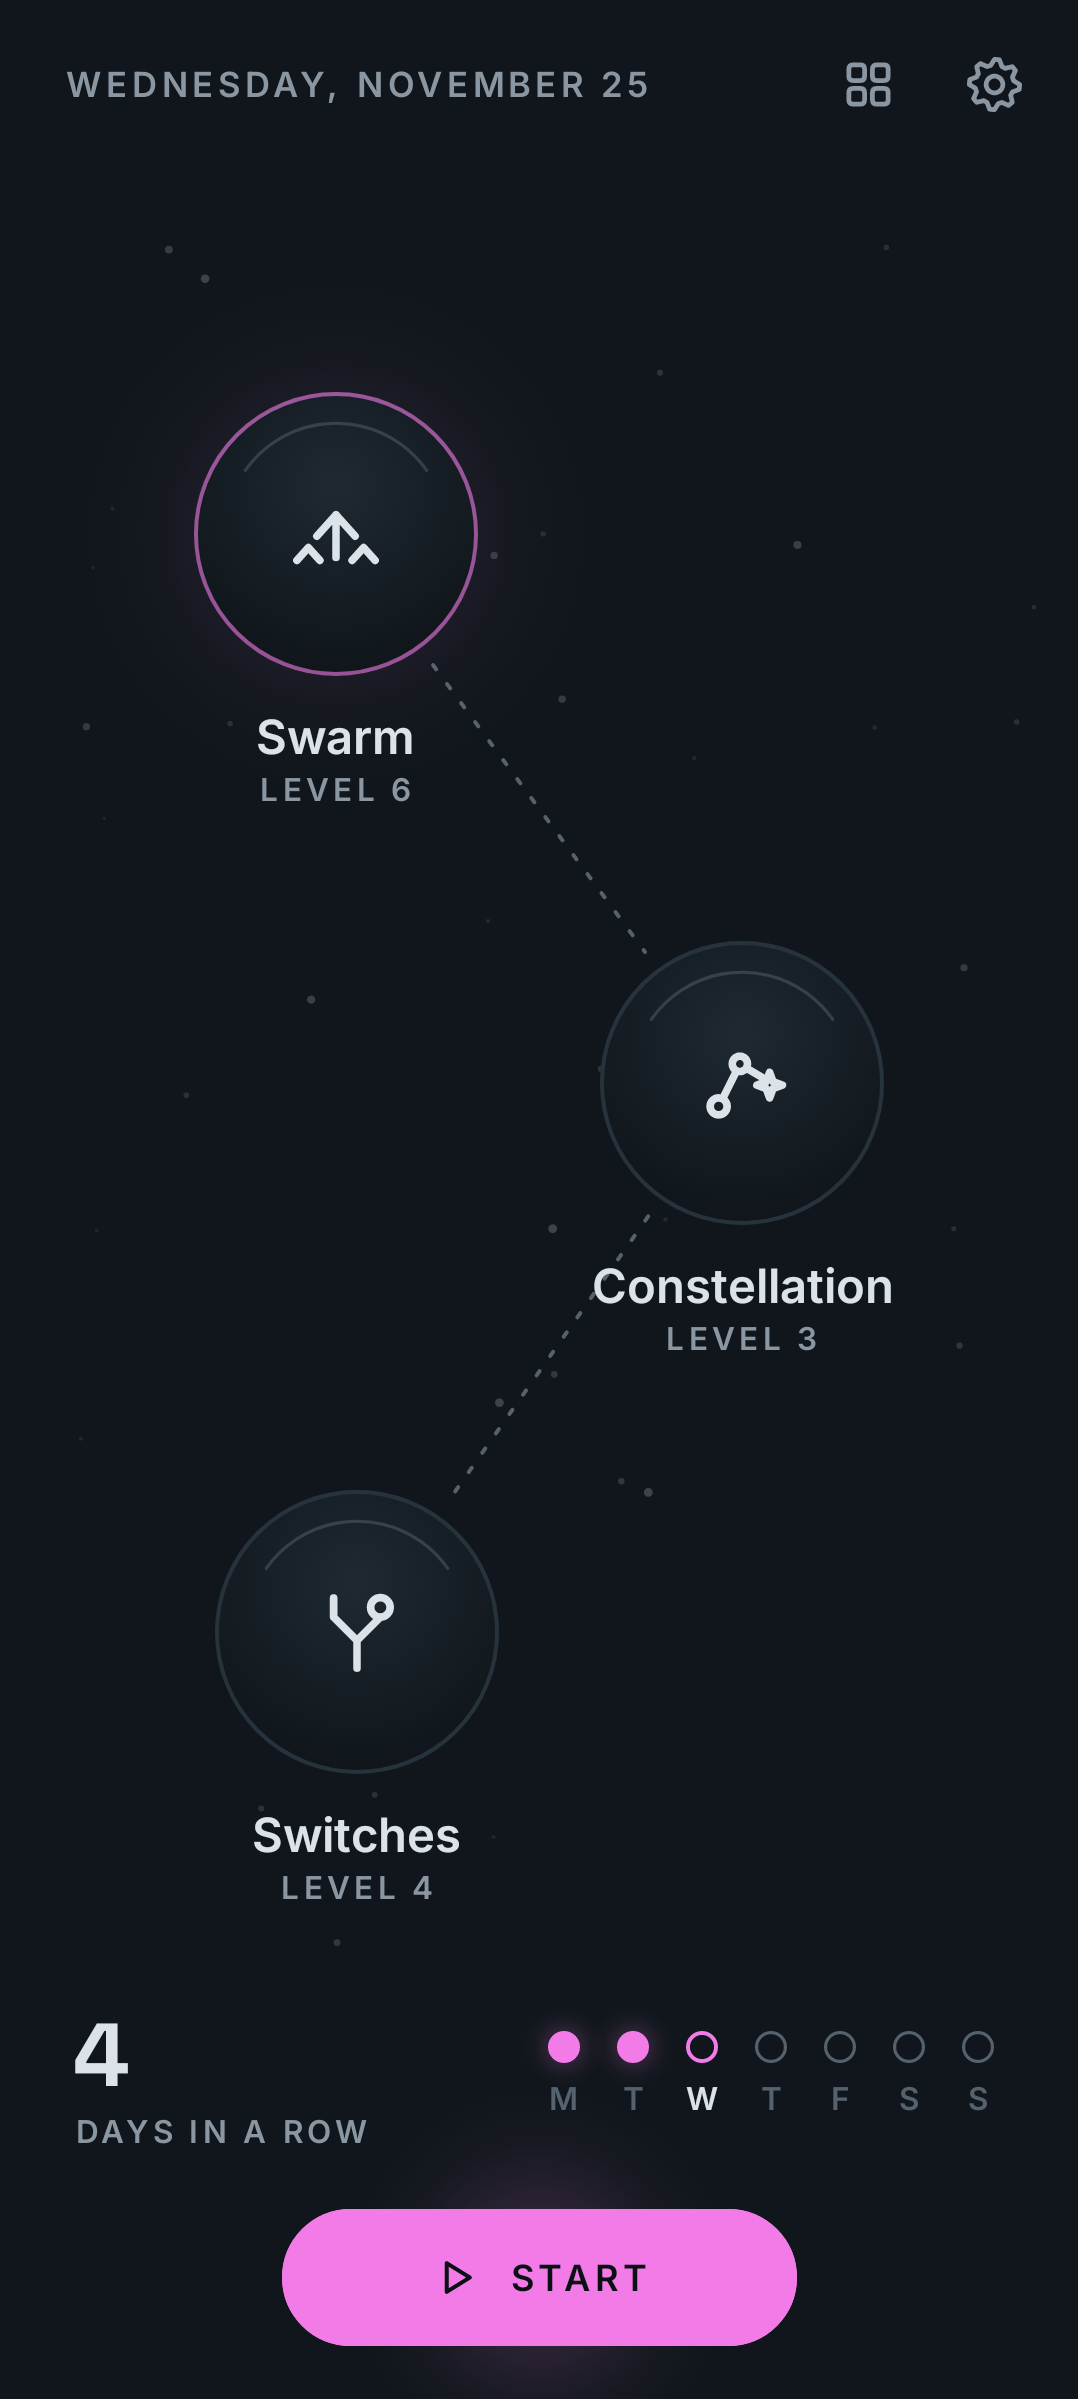 WEDNESDAY, NOVEMBER 25
Swarm
LEVEL 6
Constellation
LEVEL 3
Switches
LEVEL 4
4
DAYS IN A ROW
M T W T F S S
START